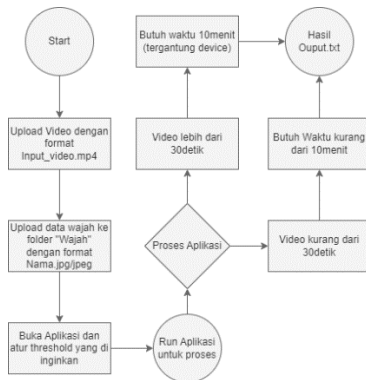 Start
Upload Video dengan
format
Input_video.mp4
Upload data wajah ke
folder "Wajah"
dengan format
Nama.jpg/jpeg
Buka Aplikasi dan
atur threshold yang di
inginkan
Run Aplikasi
untuk proses
Proses Aplikasi
Video lebih dari
30detik
Butuh waktu 10menit
(tergantung device)
Video kurang dari
30detik
Butuh Waktu kurang
dari 10menit
Hasil
Ouput.txt